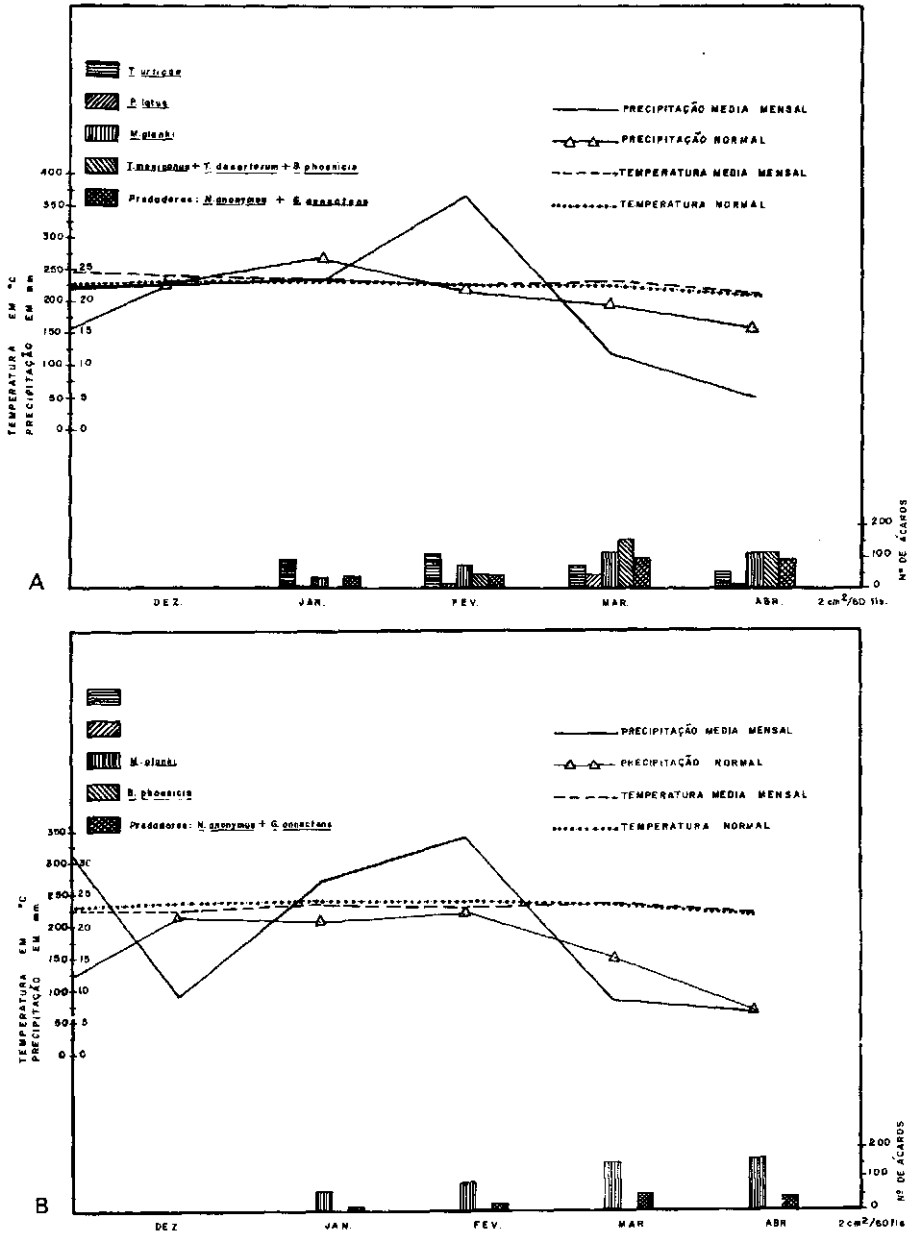 T. urticae
P. latus
M. planki
T. mexicanus + T. desertorum + B. phoenicis
Predadores: N. anonymus + G. annectens
PRECIPITAÇÃO MEDIA MENSAL
PRECIPITAÇÃO NORMAL
TEMPERATURA MEDIA MENSAL
TEMPERATURA NORMAL
TEMPERATURA EM °C
PRECIPITAÇÃO EM mm
400
350
300
250 25
200 20
150 15
100 10
50 5
0 0
200
100
0
Nº DE ÁCAROS
A
DEZ. JAN. FEV. MAR. ABR. 2 cm²/60 fls.
M. planki
B. phoenicis
Predadores: N. anonymus + G. annectens
PRECIPITAÇÃO MEDIA MENSAL
PRECIPITAÇÃO NORMAL
TEMPERATURA MEDIA MENSAL
TEMPERATURA NORMAL
TEMPERATURA EM °C
PRECIPITAÇÃO EM mm
350
300 30
250 25
200 20
150 15
100 10
50 5
0 0
200
100
0
Nº DE ÁCAROS
B
DEZ JAN. FEV. MAR ABR 2 cm²/60 fls